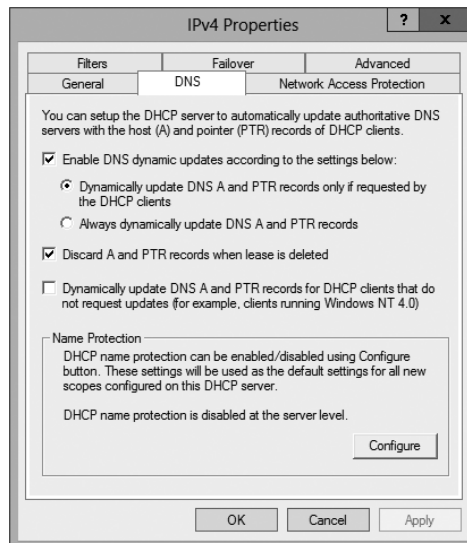 IPv4 Properties
? x
Filters Failover Advanced
General DNS Network Access Protection
You can setup the DHCP server to automatically update authoritative DNS
servers with the host (A) and pointer (PTR) records of DHCP clients.
Enable DNS dynamic updates according to the settings below:
Dynamically update DNS A and PTR records only if requested by
the DHCP clients
Always dynamically update DNS A and PTR records
Discard A and PTR records when lease is deleted
Dynamically update DNS A and PTR records for DHCP clients that do
not request updates (for example, clients running Windows NT 4.0)
Name Protection
DHCP name protection can be enabled/disabled using Configure
button. These settings will be used as the default settings for all new
scopes configured on this DHCP server.
DHCP name protection is disabled at the server level.
Configure
OK Cancel Apply